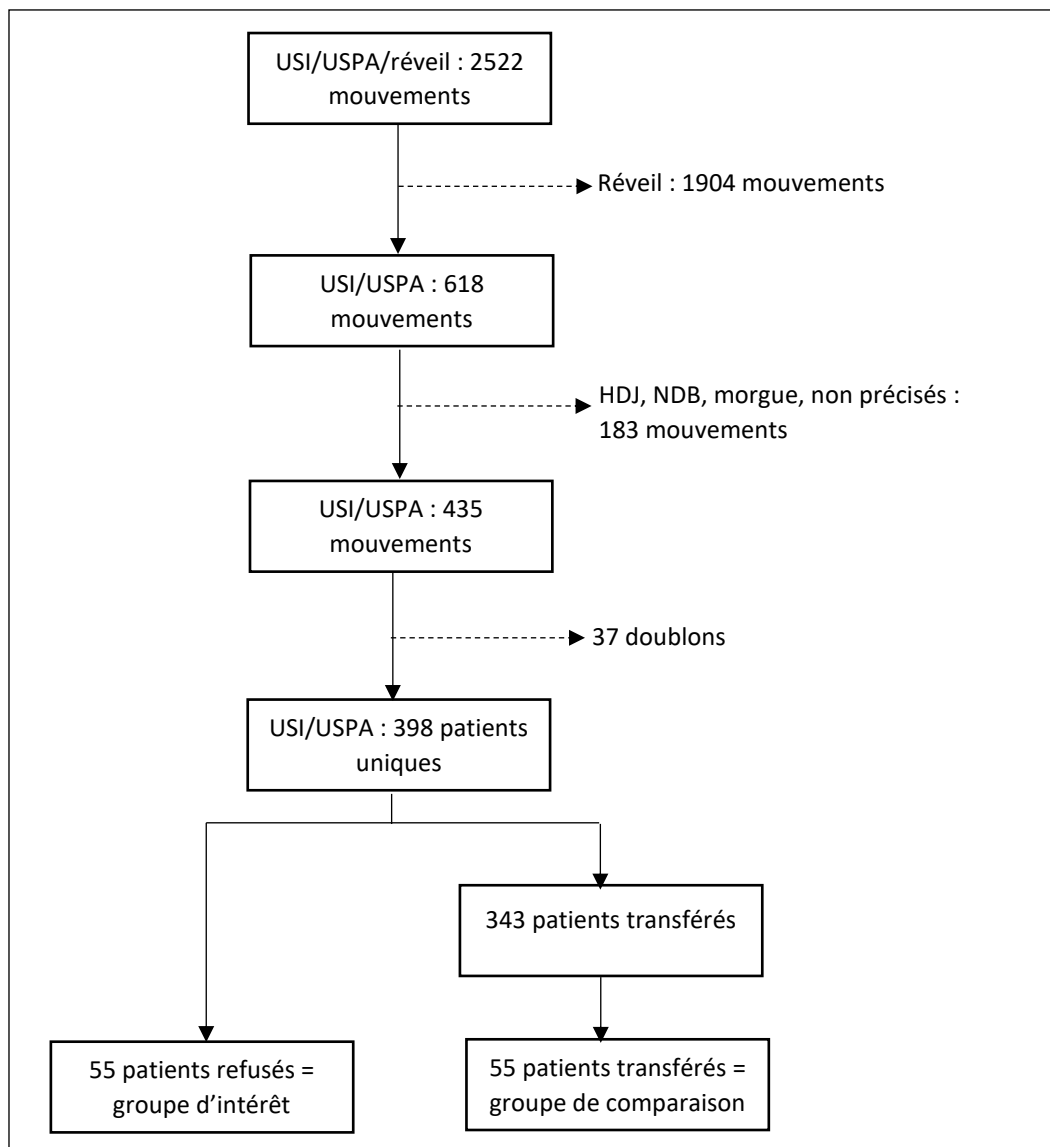 USI/USPA/réveil : 2522
mouvements
Réveil : 1904 mouvements
USI/USPA : 618
mouvements
HDJ, NDB, morgue, non précisés :
183 mouvements
USI/USPA : 435
mouvements
37 doublons
USI/USPA : 398 patients
uniques
343 patients transférés
55 patients refusés =
groupe d’intérêt
55 patients transférés =
groupe de comparaison